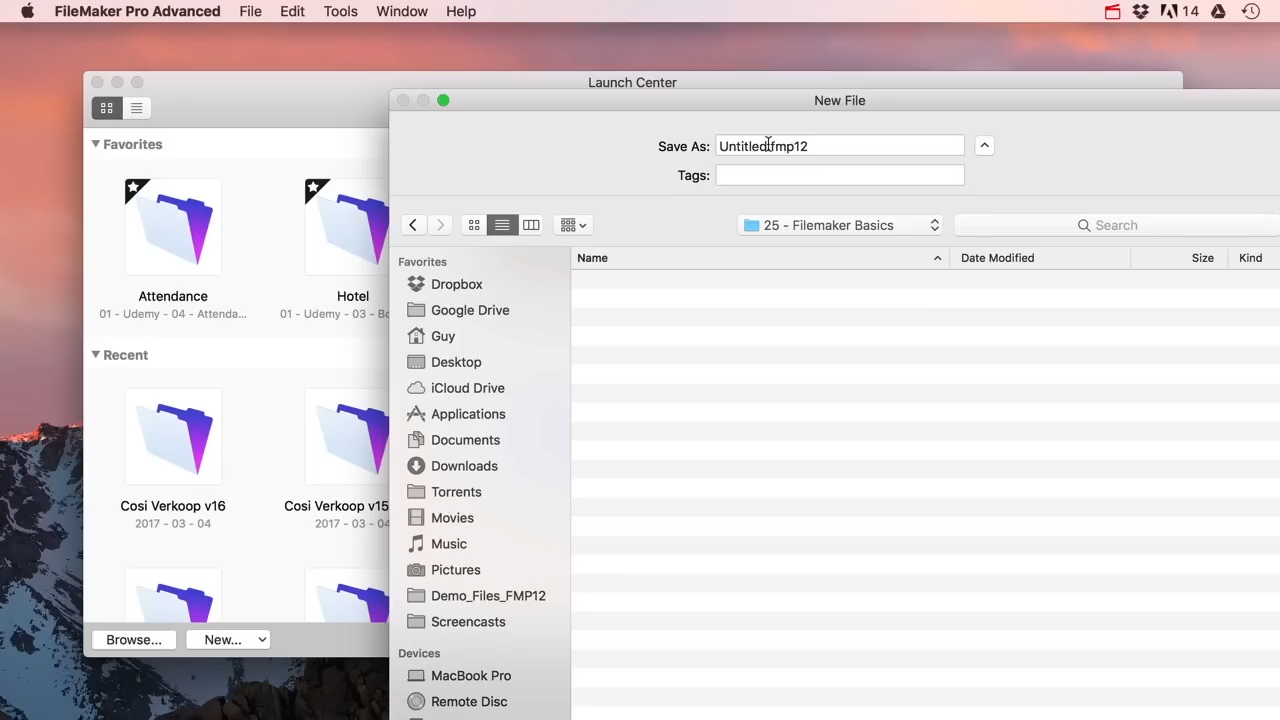 FileMaker Pro Advanced File Edit Tools Window Help 14
Launch Center
New File
Favorites
Attendance
01 - Udemy - 04 - Attenda...
Hotel
01 - Udemy - 03 - Bo
Recent
Cosi Verkoop v16
2017 - 03 - 04
Cosi Verkoop v15
2017 - 03 - 04
Browse... New...
Save As: Untitled.fmp12
Tags:
25 - Filemaker Basics
Search
Name Date Modified Size Kind
Favorites
Dropbox
Google Drive
Guy
Desktop
iCloud Drive
Applications
Documents
Downloads
Torrents
Movies
Music
Pictures
Demo_Files_FMP12
Screencasts
Devices
MacBook Pro
Remote Disc